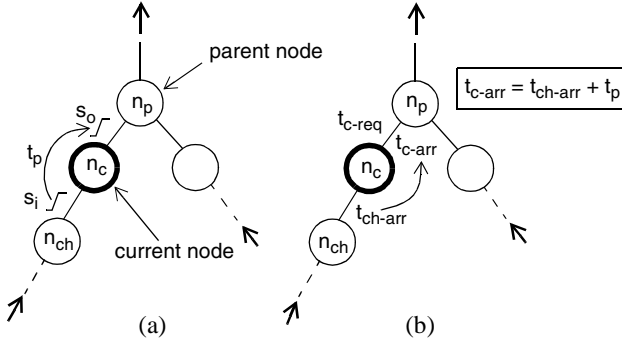 parent node
n_p
s_o
t_p
n_c
s_i
n_ch
current node
(a)
t_c-arr = t_ch-arr + t_p
n_p
t_c-req
t_c-arr
n_c
t_ch-arr
n_ch
(b)